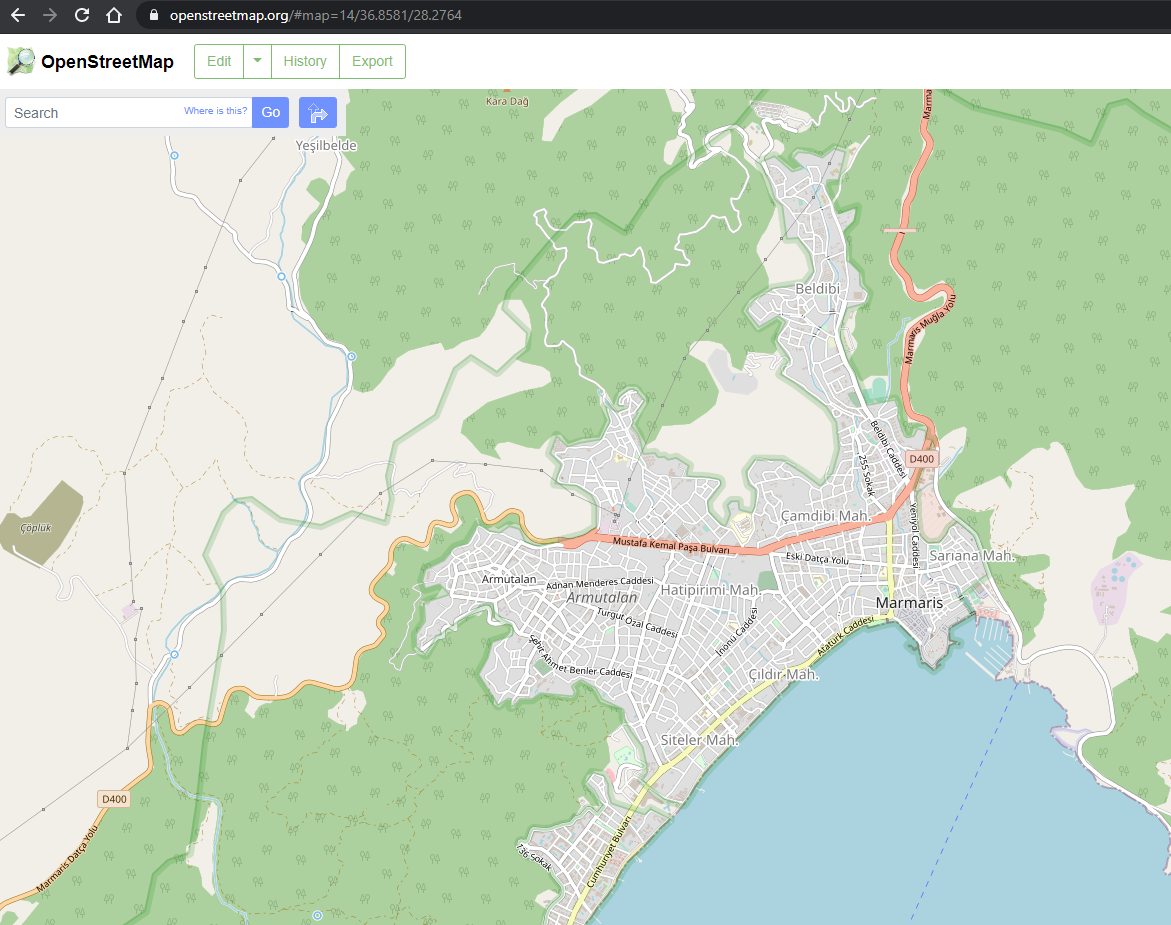 openstreetmap.org/#map=14/36.8581/28.2764
OpenStreetMap
Edit
History
Export
Search
Where is this?
Go
Kara Dağ
Yeşilbelde
Marma
Beldibi
Marmaris Muğla Yolu
Beldibi Caddesi
255 Sokak
D400
Çöplük
Çamdibi Mah.
Yeniyol Caddesi
Mustafa Kemal Paşa Bulvarı
Eski Datça Yolu
Sarıana Mah.
Armutalan
Adnan Menderes Caddesi
Hatipirimi Mah.
Armutalan
Marmaris
Turgut Özal Caddesi
İnönü Caddesi
Atatürk Caddesi
Şehit Ahmet Benler Caddesi
Çıldır Mah.
Siteler Mah.
D400
Marmaris Datça Yolu
136 Sokak
Cumhuriyet Bulvarı